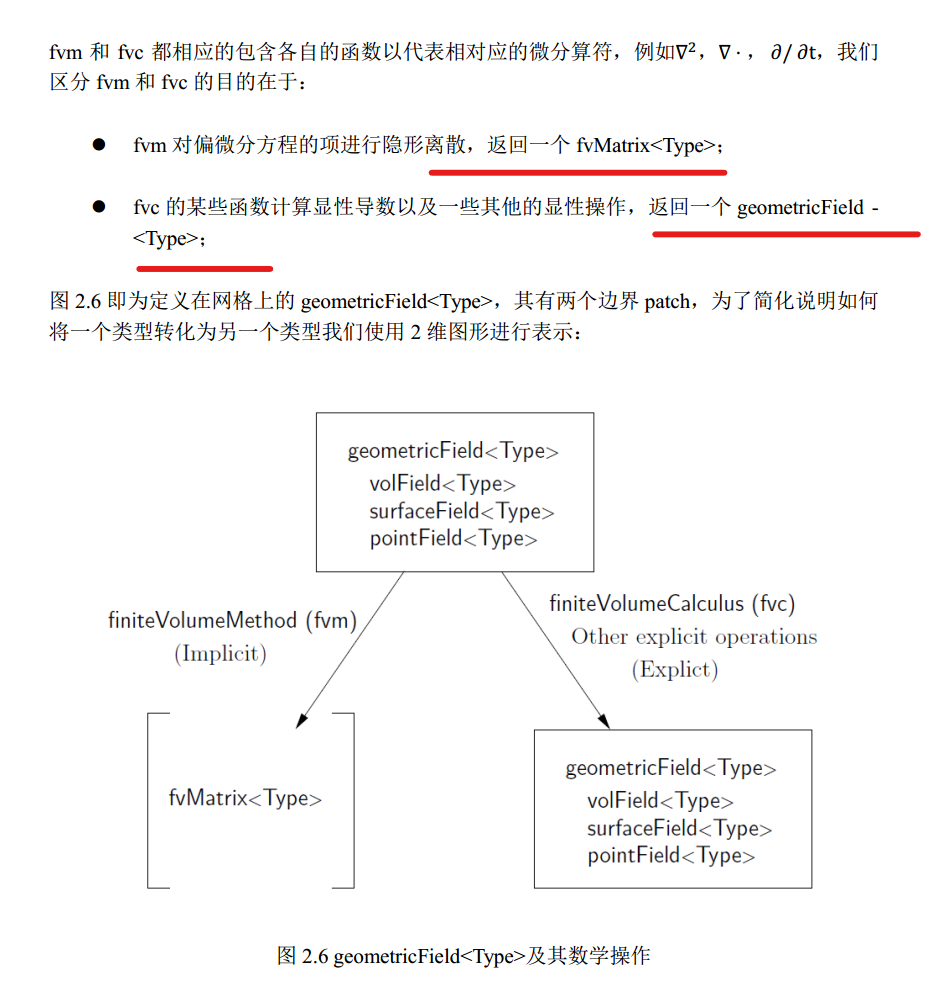 fvm 和 fvc 都相应的包含各自的函数以代表相对应的微分算符，例如∇²，∇ · ， ∂/ ∂t，我们
区分 fvm 和 fvc 的目的在于：
● fvm 对偏微分方程的项进行隐形离散，返回一个 fvMatrix<Type>；
● fvc 的某些函数计算显性导数以及一些其他的显性操作，返回一个 geometricField -
<Type>；
图 2.6 即为定义在网格上的 geometricField<Type>，其有两个边界 patch，为了简化说明如何
将一个类型转化为另一个类型我们使用 2 维图形进行表示：
geometricField<Type>
volField<Type>
surfaceField<Type>
pointField<Type>
finiteVolumeMethod (fvm)
(Implicit)
finiteVolumeCalculus (fvc)
Other explicit operations
(Explict)
fvMatrix<Type>
geometricField<Type>
volField<Type>
surfaceField<Type>
pointField<Type>
图 2.6 geometricField<Type>及其数学操作